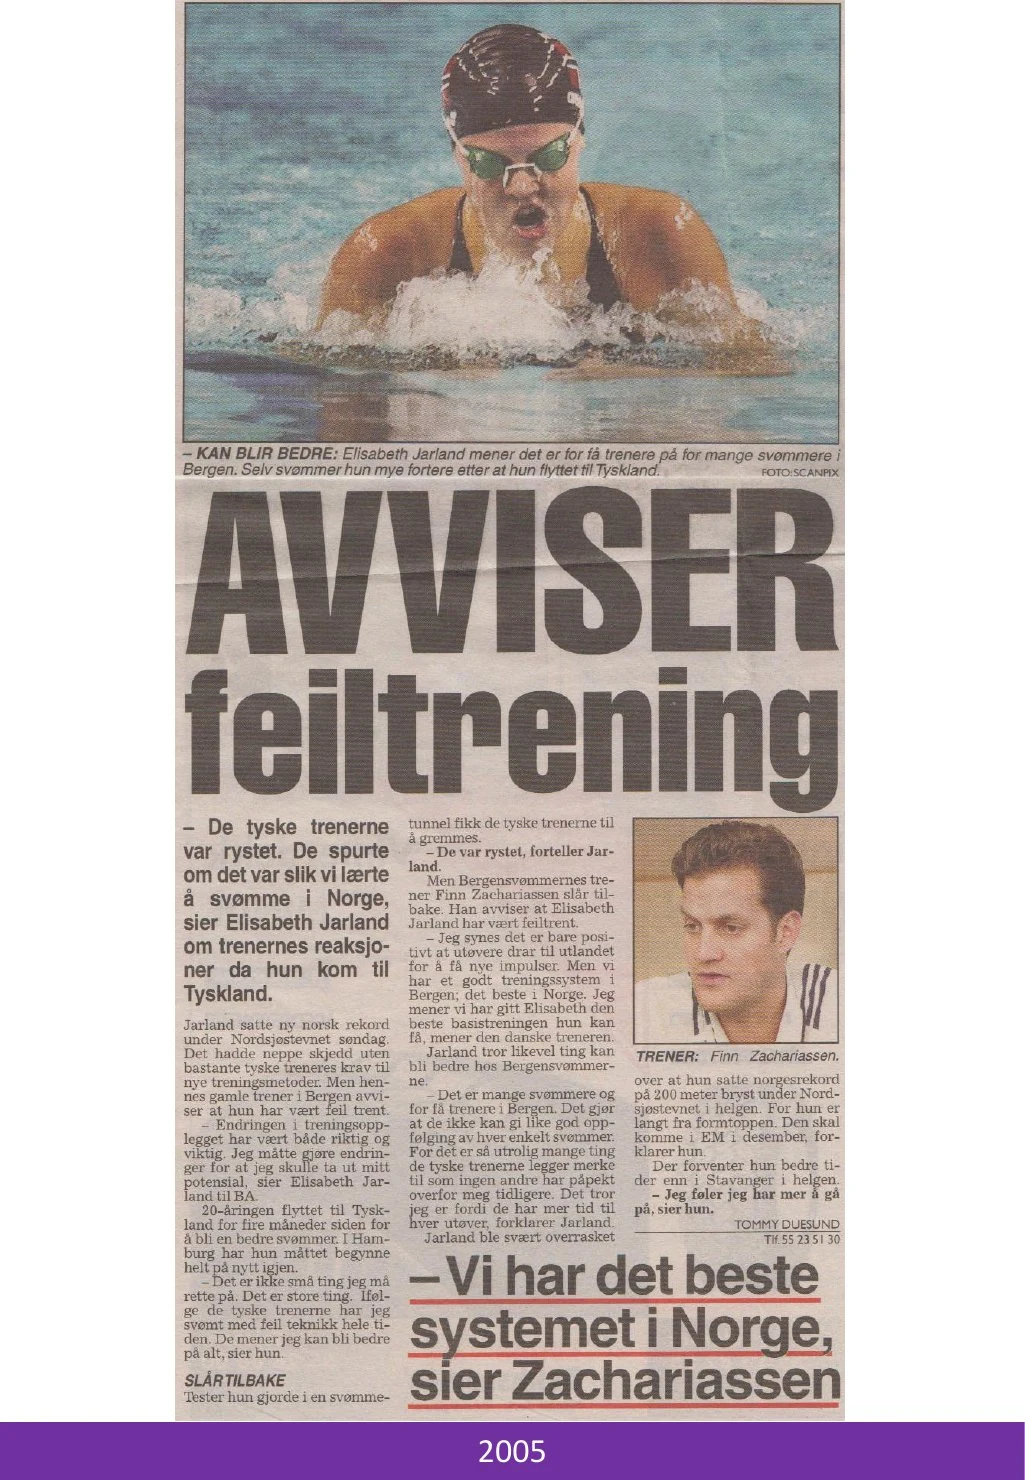 – KAN BLIR BEDRE: Elisabeth Jarland mener det er for få trenere på for mange svømmere i
Bergen. Selv svømmer hun mye fortere etter at hun flyttet til Tyskland.
FOTO: SCANPIX
AVVISER
feiltrening
– De tyske trenerne
var rystet. De spurte
om det var slik vi lærte
å svømme i Norge,
sier Elisabeth Jarland
om trenernes reaksjo-
ner da hun kom til
Tyskland.
Jarland satte ny norsk rekord
under Nordsjøstevnet søndag.
Det hadde neppe skjedd uten
bastante tyske treneres krav til
nye treningsmetoder. Men hen-
nes gamle trener i Bergen avvi-
ser at hun har vært feil trent.
– Endringen i treningsopp-
legget har vært både riktig og
viktig. Jeg måtte gjøre endrin-
ger for at jeg skulle ta ut mitt
potensial, sier Elisabeth Jar-
land til BA.
20-åringen flyttet til Tysk-
land for fire måneder siden for
å bli en bedre svømmer. I Ham-
burg har hun måttet begynne
helt på nytt igjen.
– Det er ikke små ting jeg må
rette på. Det er store ting. Iføl-
ge de tyske trenerne har jeg
svømt med feil teknikk hele ti-
den. De mener jeg kan bli bedre
på alt, sier hun.
SLÅR TILBAKE
Tester hun gjorde i en svømme-
tunnel fikk de tyske trenerne til
å gremmes.
– De var rystet, forteller Jar-
land.
Men Bergensvømmernes tre-
ner Finn Zachariassen slår til-
bake. Han avviser at Elisabeth
Jarland har vært feiltrent.
– Jeg synes det er bare posi-
tivt at utøvere drar til utlandet
for å få nye impulser. Men vi
har et godt treningssystem i
Bergen; det beste i Norge. Jeg
mener vi har gitt Elisabeth den
beste basistreningen hun kan
få, mener den danske treneren.
Jarland tror likevel ting kan
bli bedre hos Bergensvømmer-
ne.
– Det er mange svømmere og
for få trenere i Bergen. Det gjør
at de ikke kan gi like god opp-
følging av hver enkelt svømmer.
For det er så utrolig mange ting
de tyske trenerne legger merke
til som ingen andre har påpekt
overfor meg tidligere. Det tror
jeg er fordi de har mer tid til
hver utøver, forklarer Jarland.
Jarland ble svært overrasket
TRENER: Finn Zachariassen.
over at hun satte norgesrekord
på 200 meter bryst under Nord-
sjøstevnet i helgen. For hun er
langt fra formtoppen. Den skal
komme i EM i desember, for-
klarer hun.
Der forventer hun bedre ti-
der enn i Stavanger i helgen.
– Jeg føler jeg har mer å gå
på, sier hun.
TOMMY DUESUND
Tlf. 55 23 51 30
– Vi har det beste
systemet i Norge,
sier Zachariassen
2005